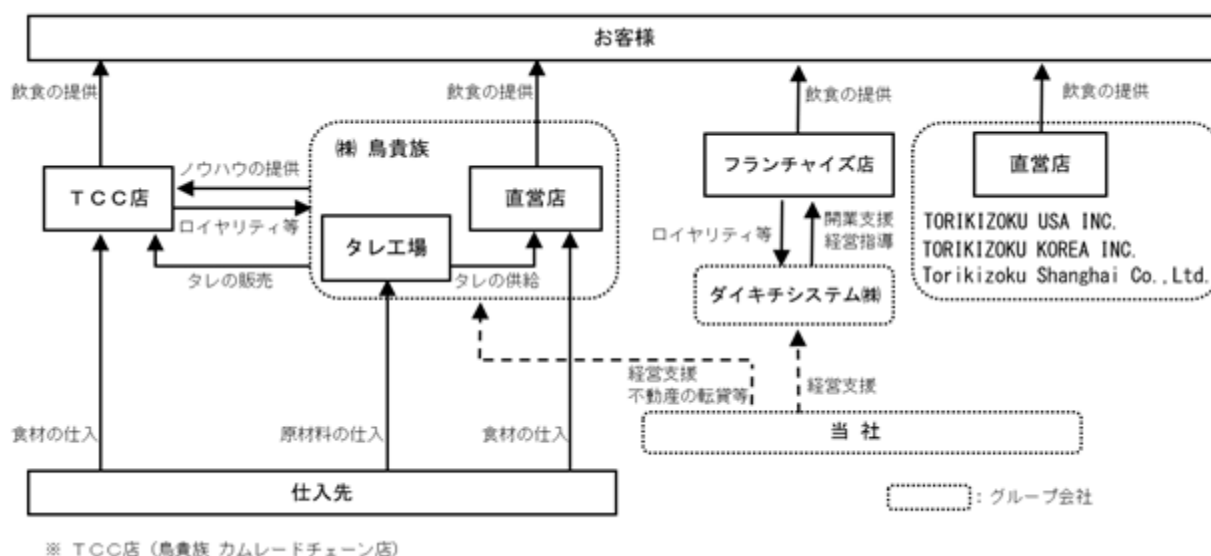 お客様
飲食の提供
飲食の提供
飲食の提供
飲食の提供
㈱ 鳥貴族
ノウハウの提供
ＴＣＣ店
直営店
フランチャイズ店
直営店
ロイヤリティ等
タレ工場
タレの販売
タレの供給
ロイヤリティ等
開業支援
経営指導
TORIKIZOKU USA INC.
TORIKIZOKU KOREA INC.
Torikizoku Shanghai Co.,Ltd.
ダイキチシステム㈱
経営支援
不動産の転貸等
経営支援
当 社
食材の仕入
原材料の仕入
食材の仕入
仕入先
：グループ会社
※ ＴＣＣ店（鳥貴族 カムレードチェーン店）